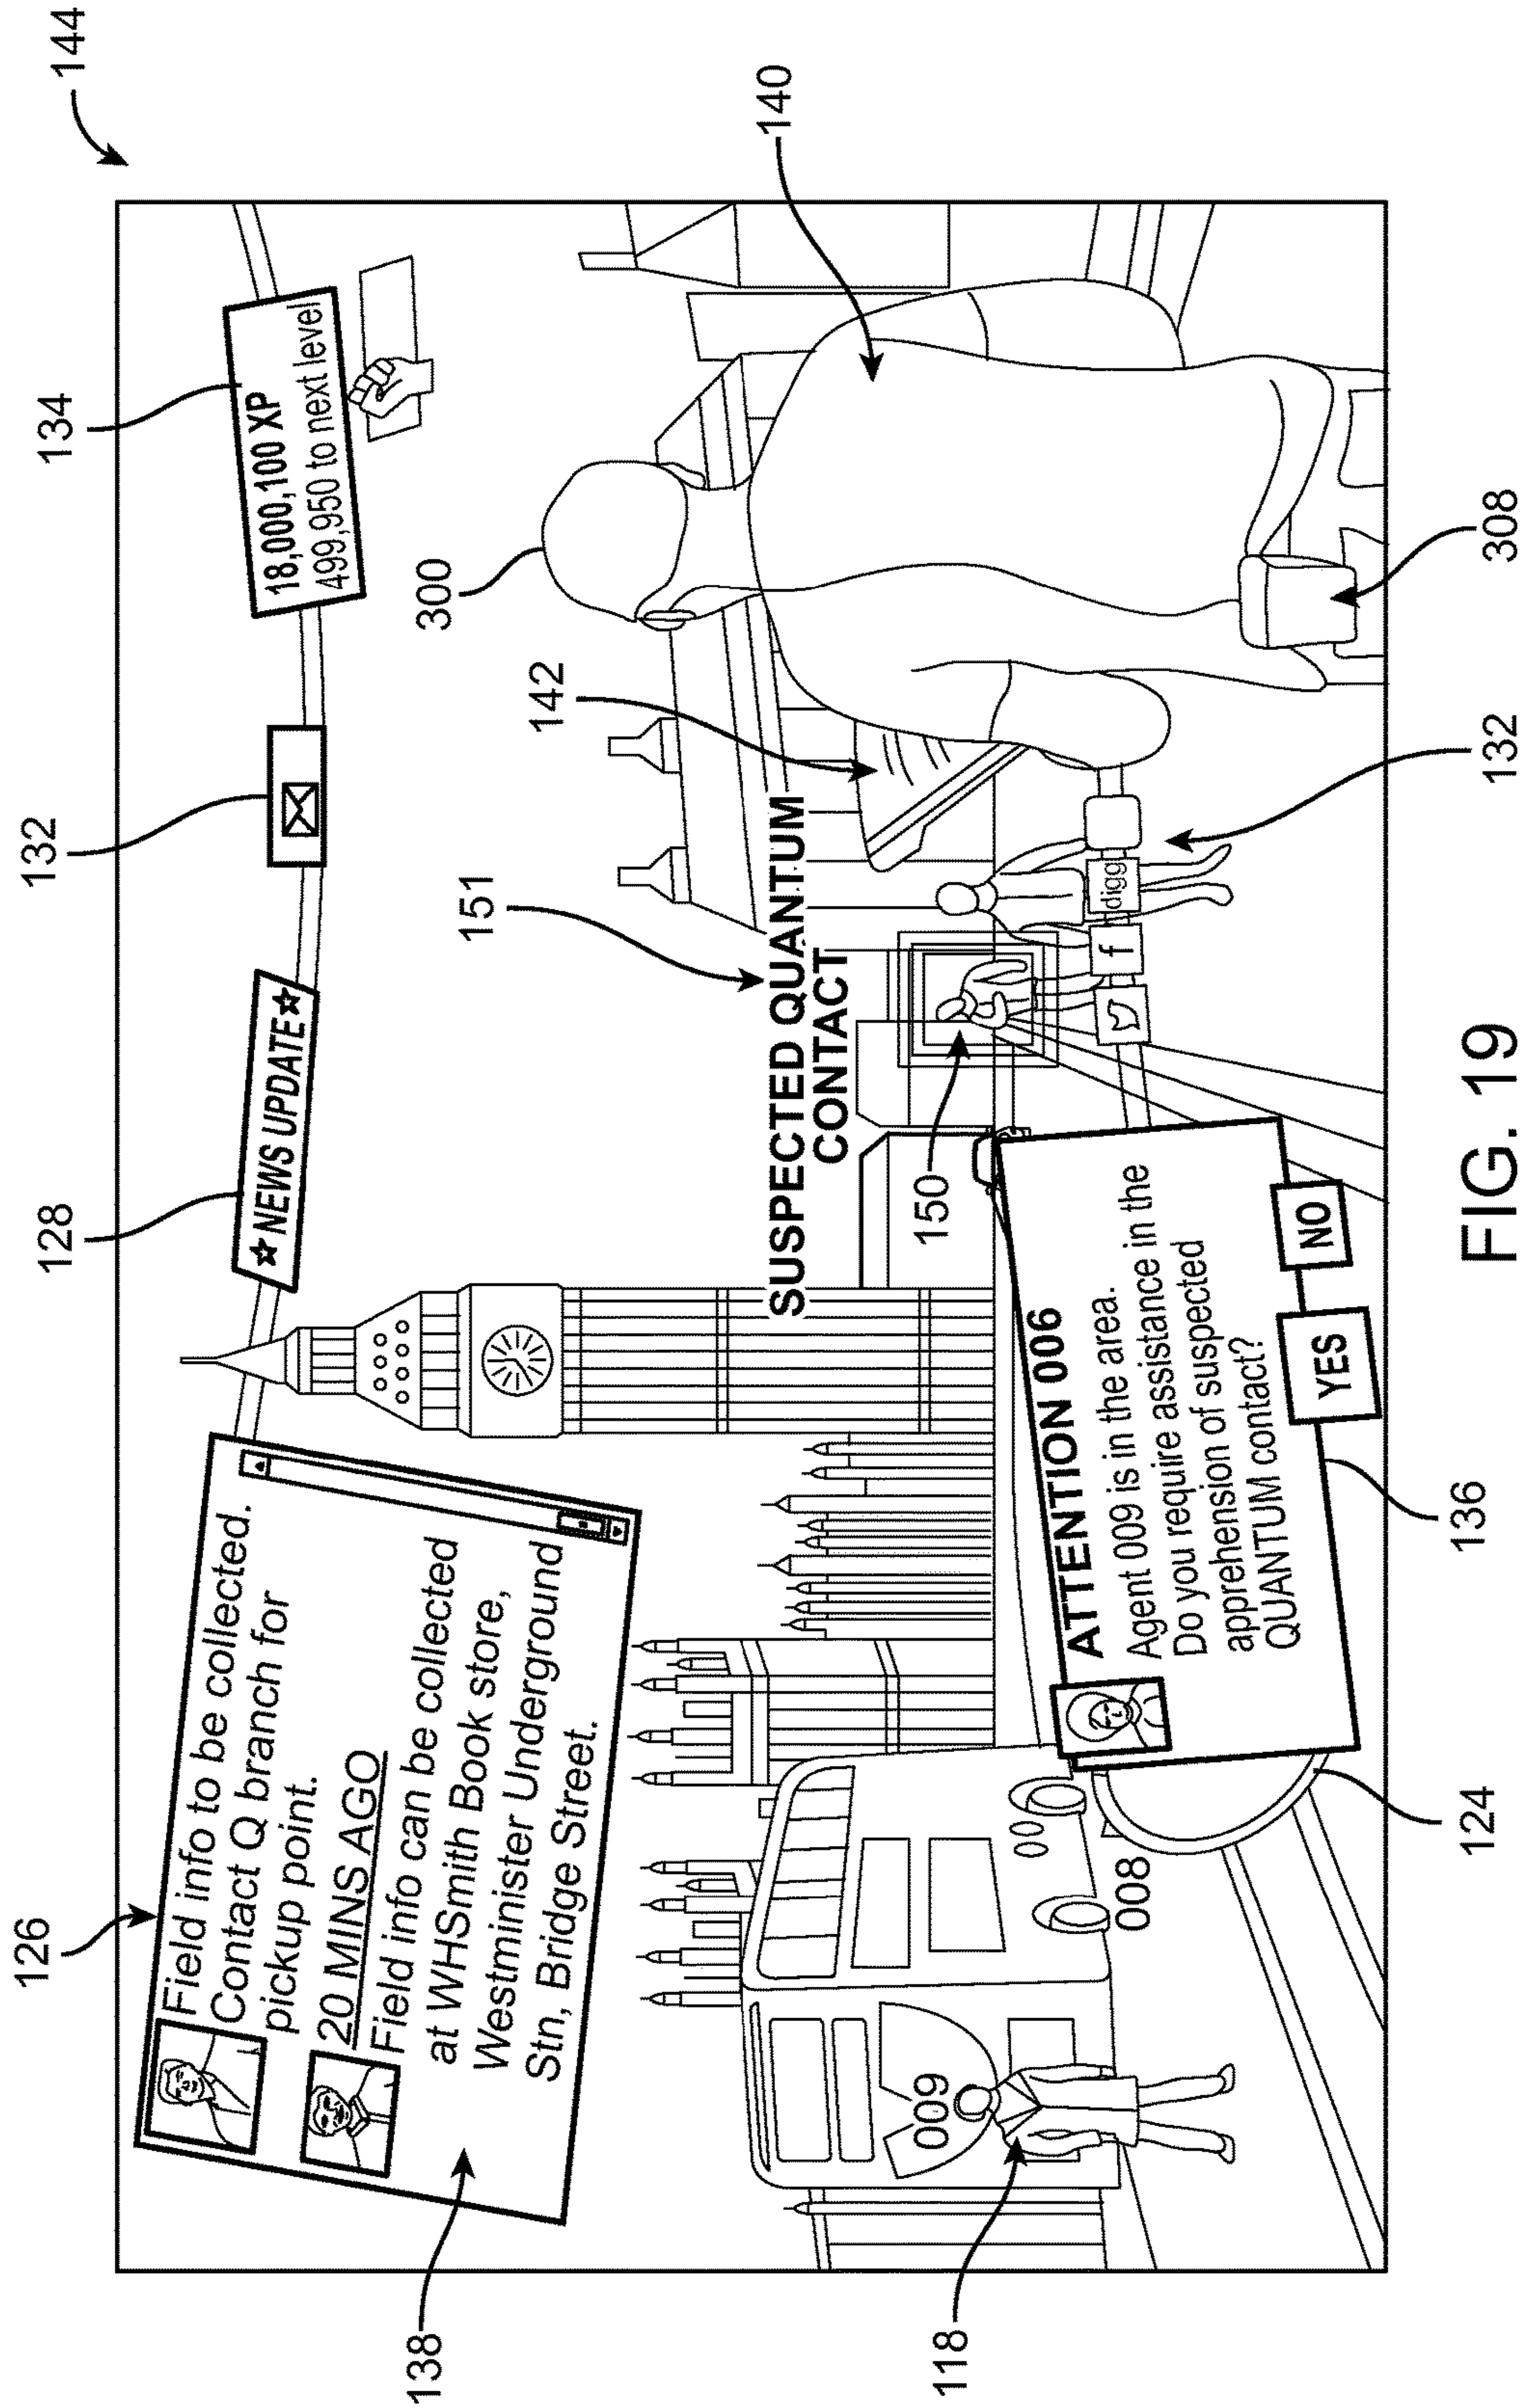 144
126
128
132
134
Field info to be collected.
Contact Q branch for
pickup point.
20 MINS AGO
Field info can be collected
at WHSmith Book store,
Westminister Underground
Stn, Bridge Street.
☆ NEWS UPDATE ☆
18,000,100 XP
499,950 to next level
138
151
142
300
140
SUSPECTED QUANTUM
CONTACT
118
009
008
150
ATTENTION 006
Agent 009 is in the area.
Do you require assistance in the
apprehension of suspected
QUANTUM contact?
YES
NO
f
digg
124
136
132
308
FIG. 19